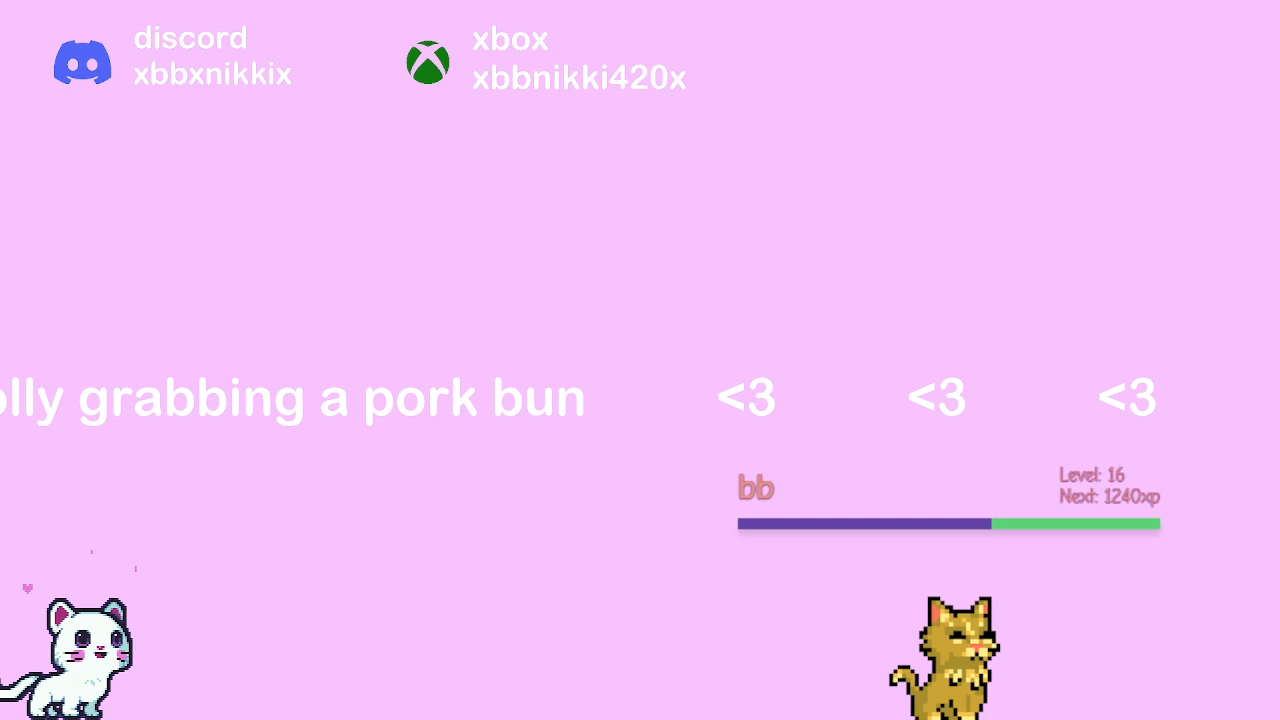 discord
xbbxnikkix
xbox
xbbnikki420x
olly grabbing a pork bun <3 <3 <3
bb
Level: 16
Next: 1240xp